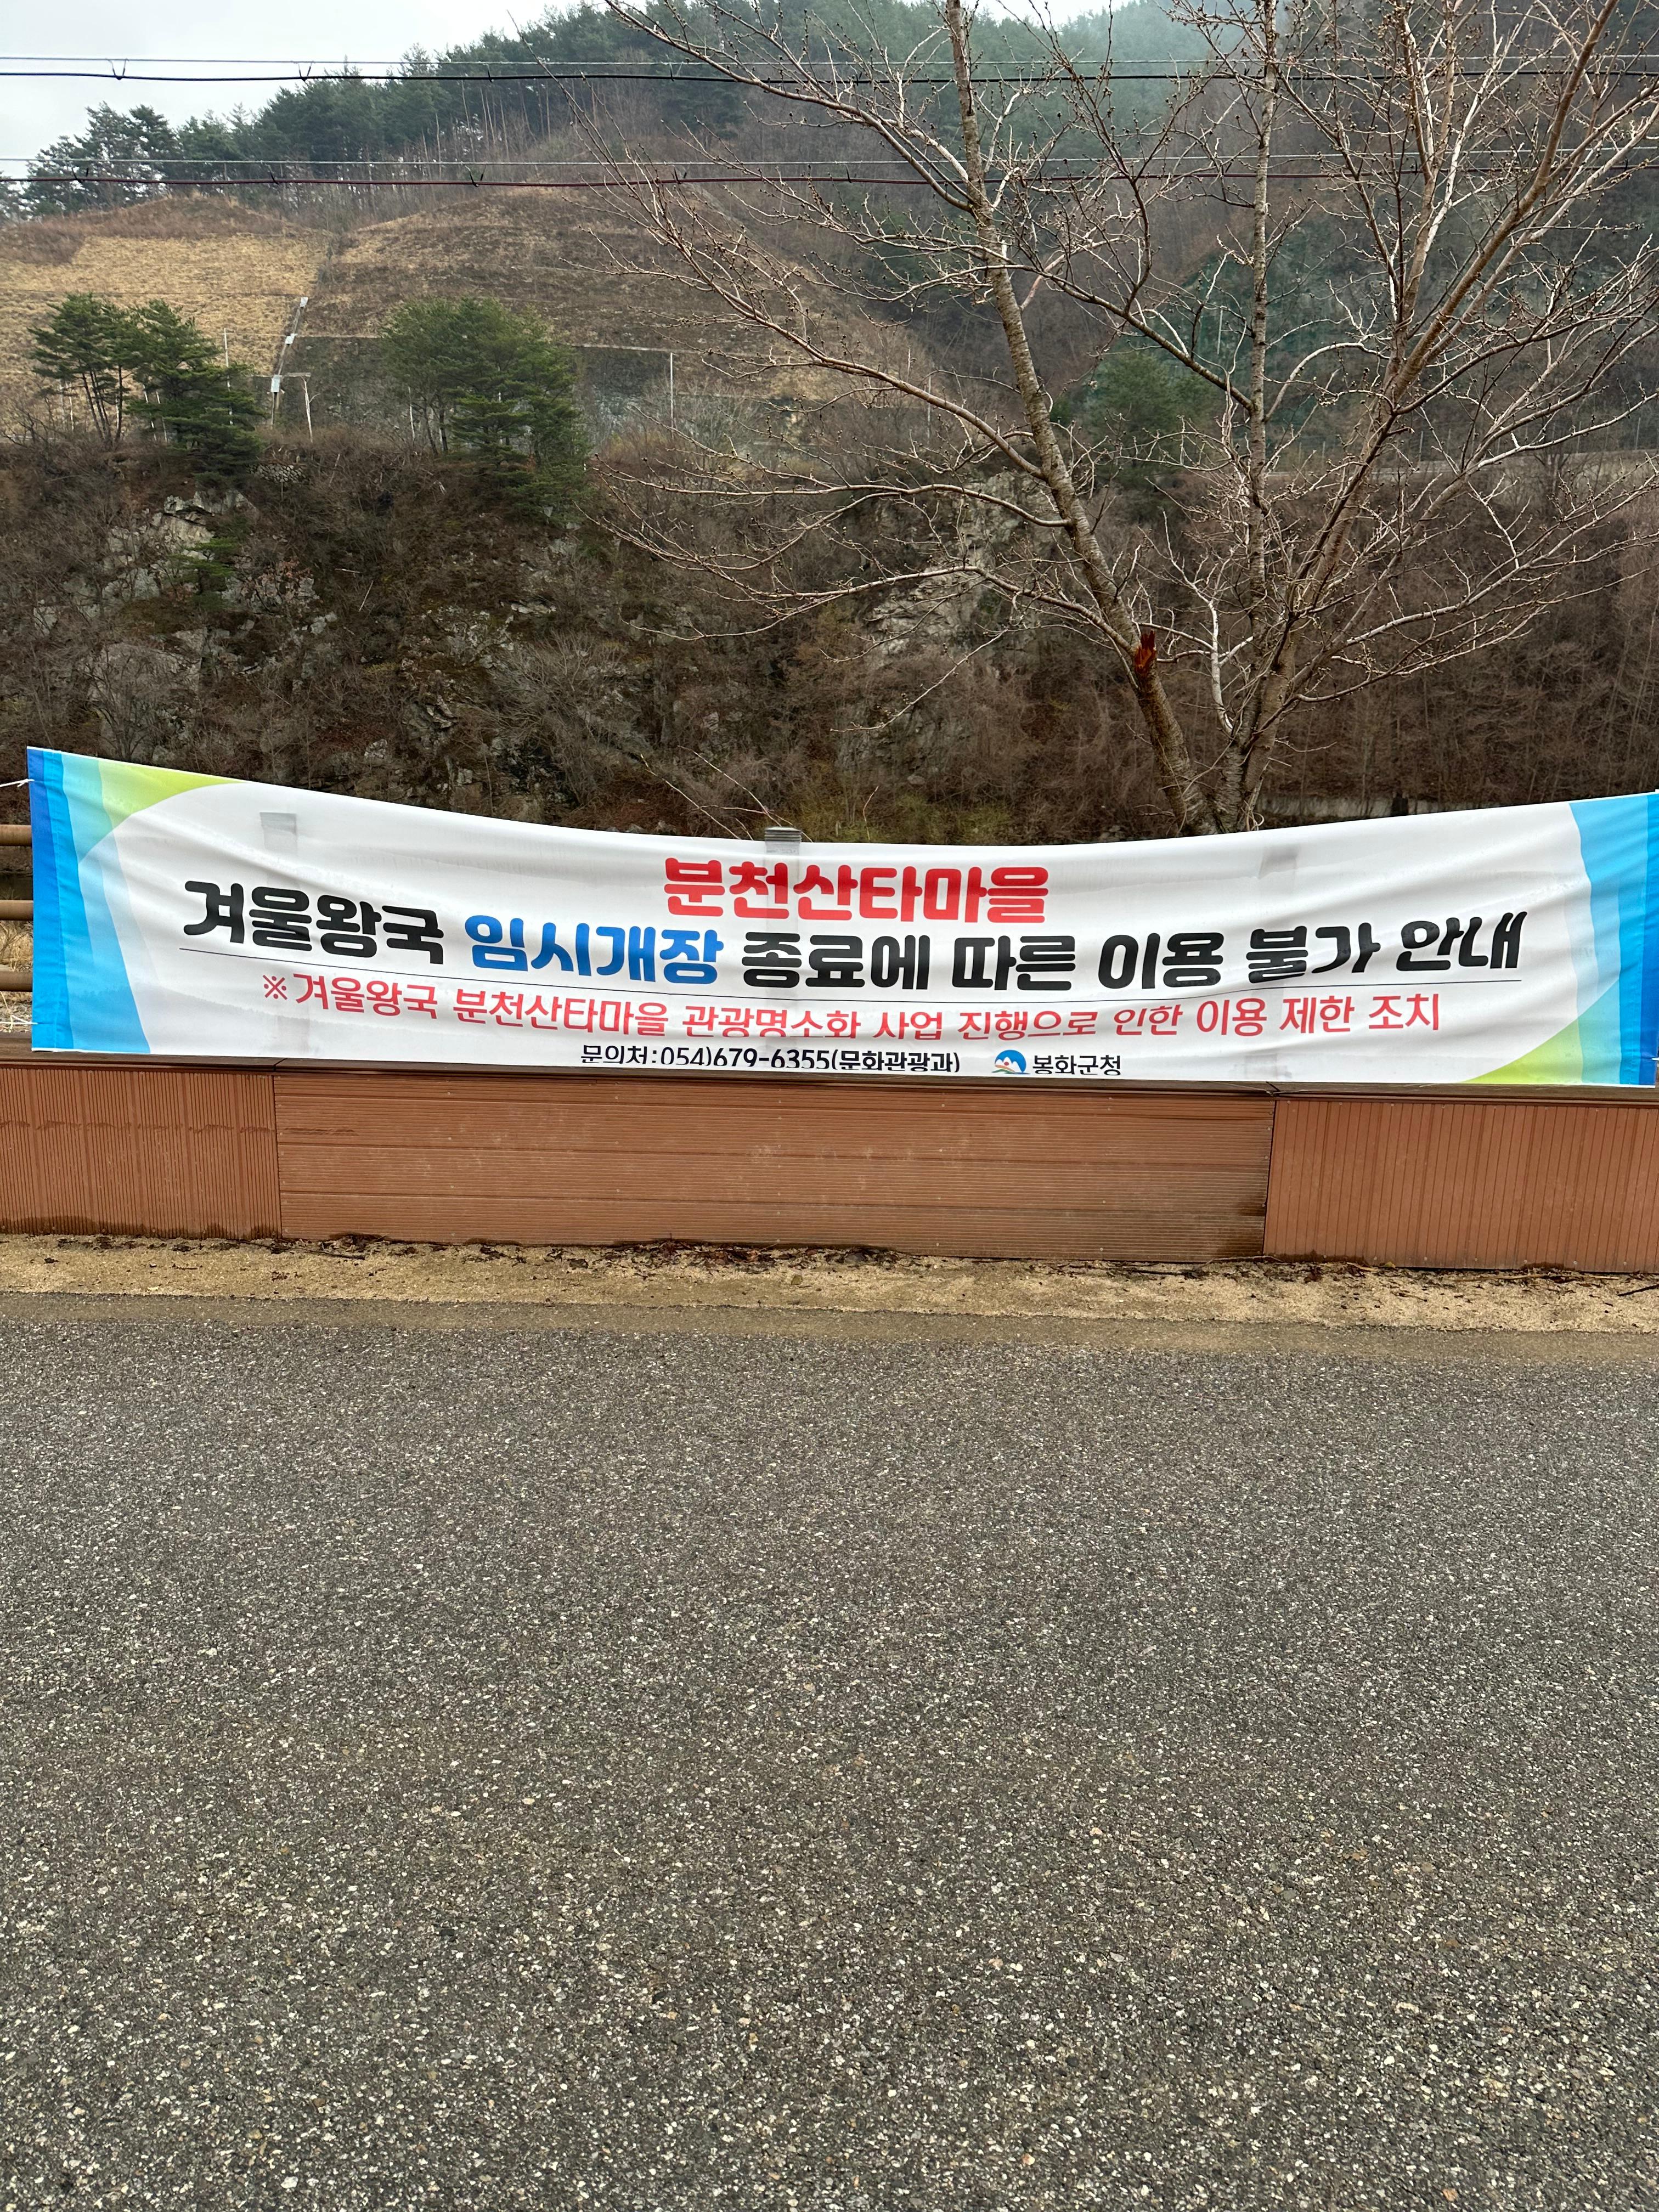 분천산타마을
겨울왕국 임시개장 종료에 따른 이용 불가 안내
※겨울왕국 분천산타마을 관광명소화 사업 진행으로 인한 이용 제한 조치
문의처:054)679-6355(문화관광과) 봉화군청